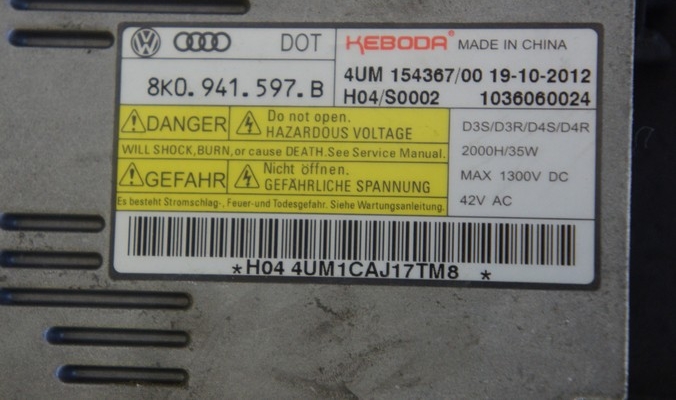 DOT KEBODA MADE IN CHINA
8K0.941.597.B
4UM 154367/00 19-10-2012
H04/S0002 1036060024
DANGER Do not open.
HAZARDOUS VOLTAGE
WILL SHOCK,BURN,or cause DEATH.See Service Manual.
GEFAHR Nicht öffnen.
GEFÄHRLICHE SPANNUNG
Es besteht Stromschlag-, Feuer-und Todesgefahr. Siehe Wartungsanleitung.
D3S/D3R/D4S/D4R
2000H/35W
MAX 1300V DC
42V AC
*H04 4UM1CAJ17TM8 *